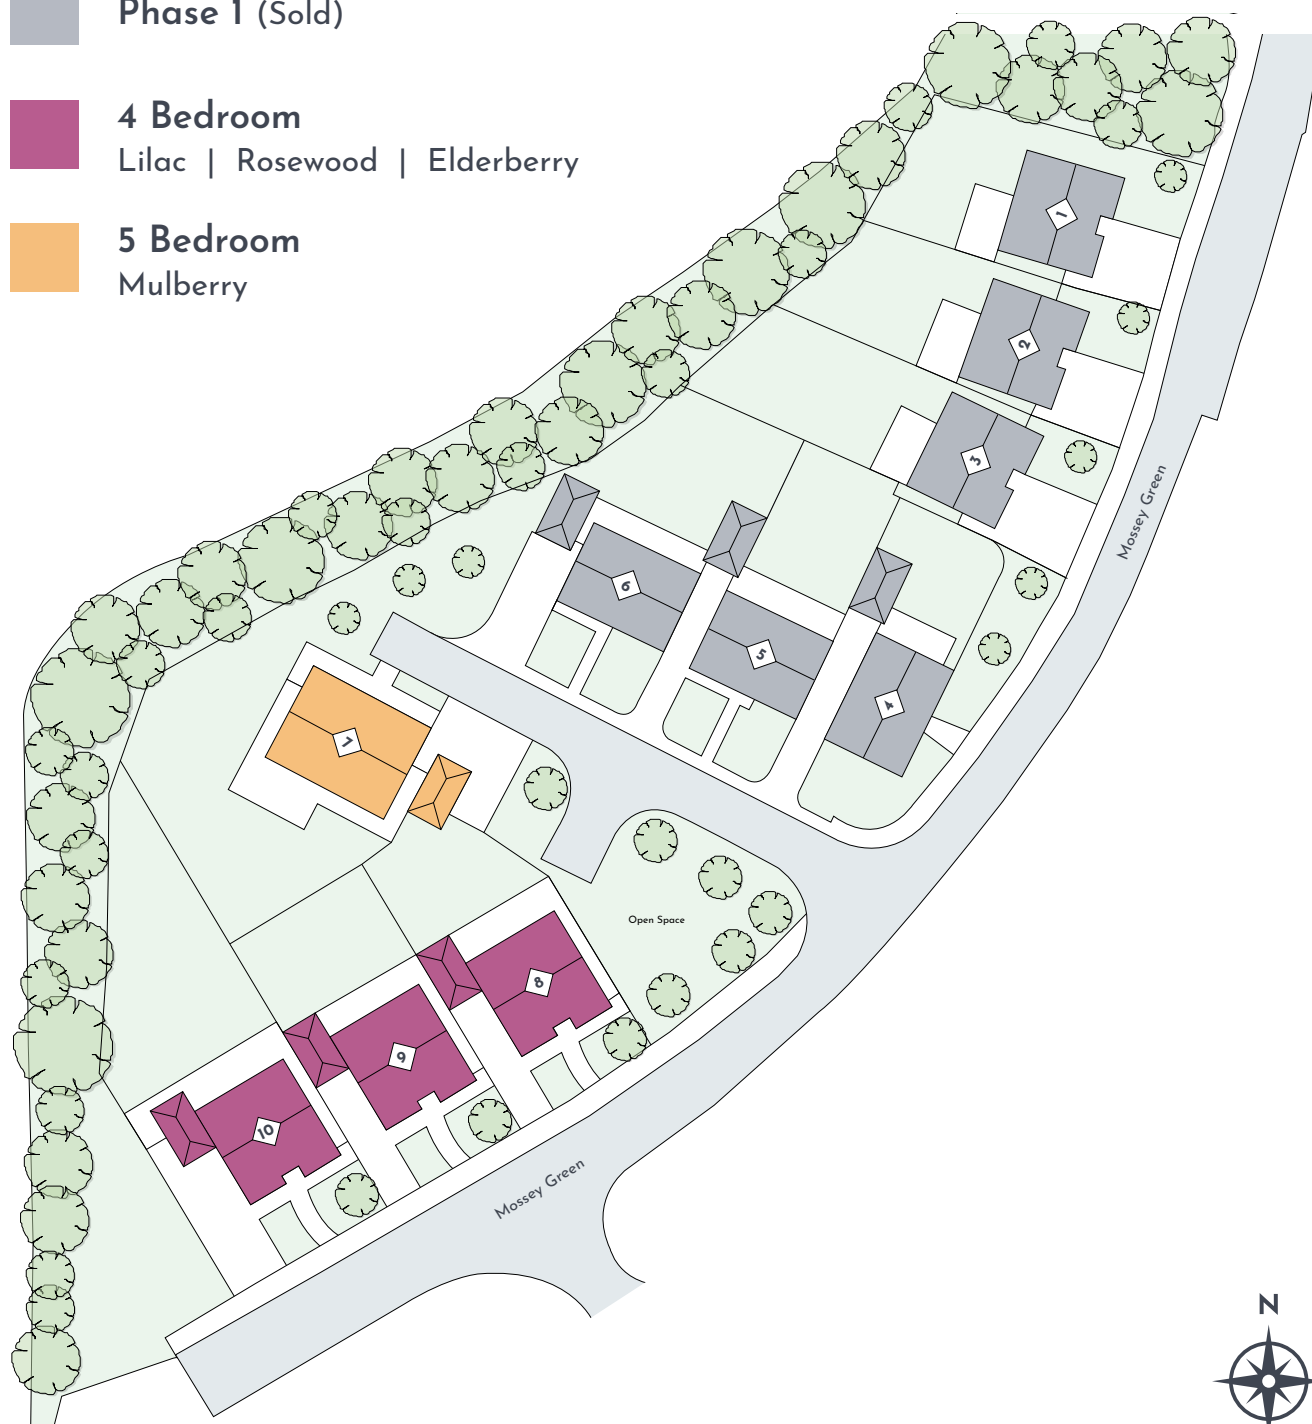 Phase 1 (Sold)
4 Bedroom
Lilac | Rosewood | Elderberry
5 Bedroom
Mulberry
1
2
3
Mossey Green
6
5
4
7
Open Space
8
9
10
Mossey Green
N